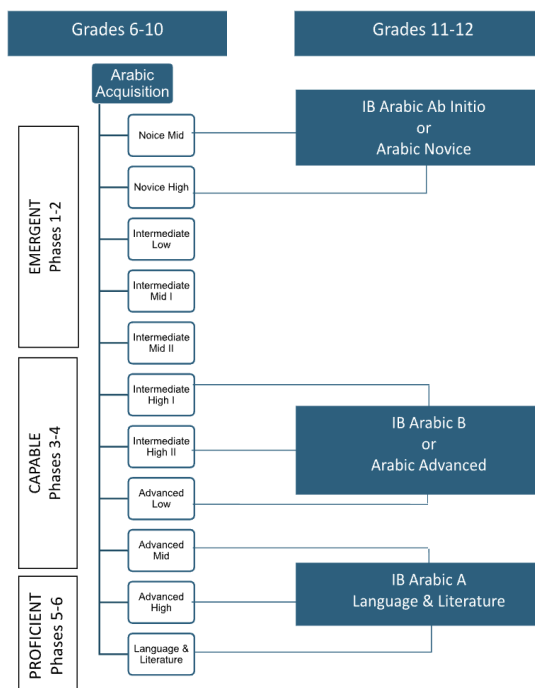 Grades 6-10
Grades 11-12
Arabic
Acquisition
IB Arabic Ab Initio
or
Arabic Novice
EMERGENT
Phases 1-2
Noice Mid
Novice High
Intermediate
Low
Intermediate
Mid I
Intermediate
Mid II
CAPABLE
Phases 3-4
Intermediate
High I
Intermediate
High II
Advanced
Low
Advanced
Mid
IB Arabic B
or
Arabic Advanced
PROFICIENT
Phases 5-6
Advanced
High
Language &
Literature
IB Arabic A
Language & Literature